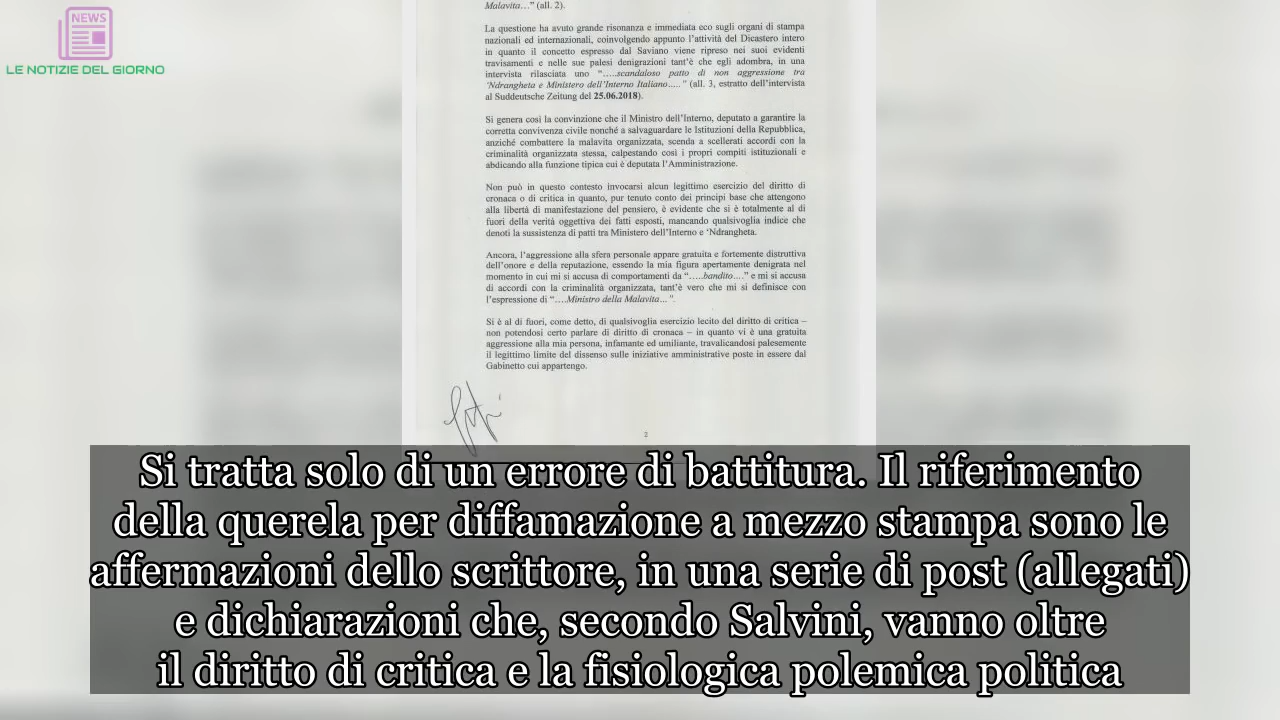 NEWS
LE NOTIZIE DEL GIORNO
Malavita…" (all. 2).
La questione ha avuto grande risonanza e immediata eco sugli organi di stampa
nazionali ed internazionali, coinvolgendo appunto l'attività del Dicastero intero
in quanto il concetto espresso dal Saviano viene ripreso nei suoi evidenti
travisamenti e nelle sue palesi denigrazioni tant'è che egli adombra, in una
intervista rilasciata uno "…..scandaloso patto di non aggressione tra
'Ndrangheta e Ministero dell'Interno Italiano….." (all. 3, estratto dell'intervista
al Suddeutsche Zeitung del 25.06.2018).
Si genera così la convinzione che il Ministro dell'Interno, deputato a garantire la
corretta convivenza civile nonché a salvaguardare le Istituzioni della Repubblica,
anziché combattere la malavita organizzata, scenda a scellerati accordi con la
criminalità organizzata stessa, calpestando così i propri compiti istituzionali e
abdicando alla funzione tipica cui è deputata l'Amministrazione.
Non può in questo contesto invocarsi alcun legittimo esercizio del diritto di
cronaca o di critica in quanto, pur tenuto conto dei principi base che attengono
alla libertà di manifestazione del pensiero, è evidente che si è totalmente al di
fuori della verità oggettiva dei fatti esposti, mancando qualsivoglia indice che
denoti la sussistenza di patti tra Ministero dell'Interno e 'Ndrangheta.
Ancora, l'aggressione alla sfera personale appare gratuita e fortemente distruttiva
dell'onore e della reputazione, essendo la mia figura apertamente denigrata nel
momento in cui mi si accusa di comportamenti da "…..bandito…." e mi si accusa
di accordi con la criminalità organizzata, tant'è vero che mi si definisce con
l'espressione di "….Ministro della Malavita…".
Si è al di fuori, come detto, di qualsivoglia esercizio lecito del diritto di critica –
non potendosi certo parlare di diritto di cronaca – in quanto vi è una gratuita
aggressione alla mia persona, infamante ed umiliante, travalicandosi palesemente
il legittimo limite del dissenso sulle iniziative amministrative poste in essere dal
Gabinetto cui appartengo.
2
Si tratta solo di un errore di battitura. Il riferimento
della querela per diffamazione a mezzo stampa sono le
affermazioni dello scrittore, in una serie di post (allegati)
e dichiarazioni che, secondo Salvini, vanno oltre
il diritto di critica e la fisiologica polemica politica